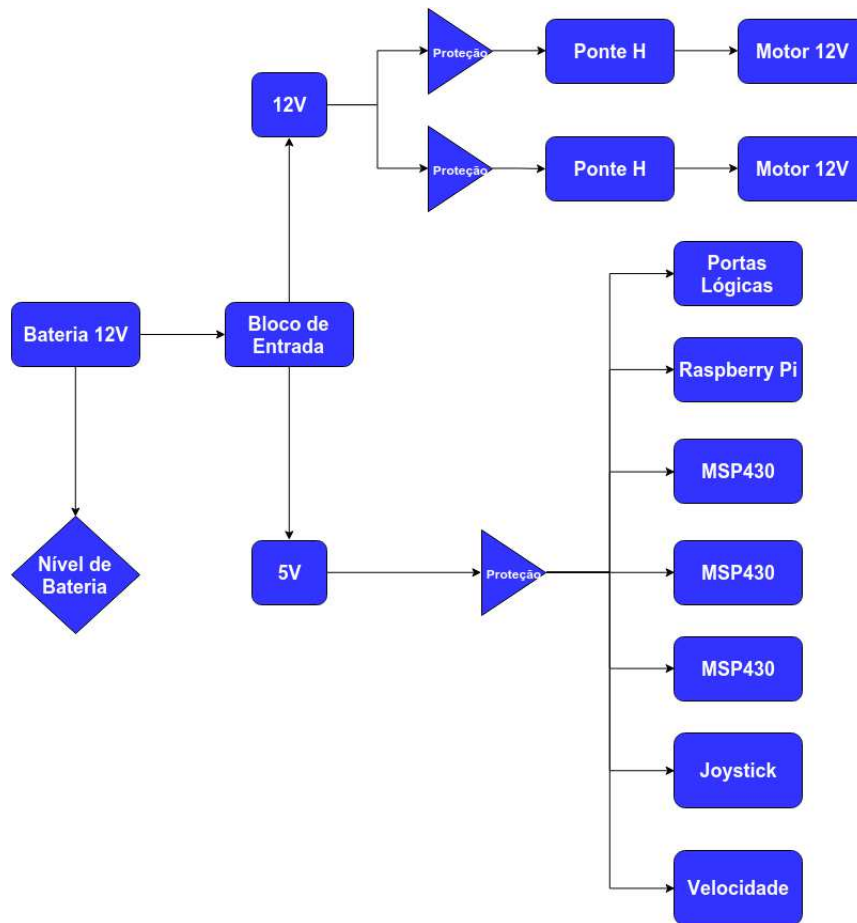 Proteção
Ponte H
Motor 12V
12V
Proteção
Ponte H
Motor 12V
Portas
Lógicas
Bateria 12V
Bloco de
Entrada
Raspberry Pi
MSP430
Nível de
Bateria
5V
Proteção
MSP430
MSP430
Joystick
Velocidade